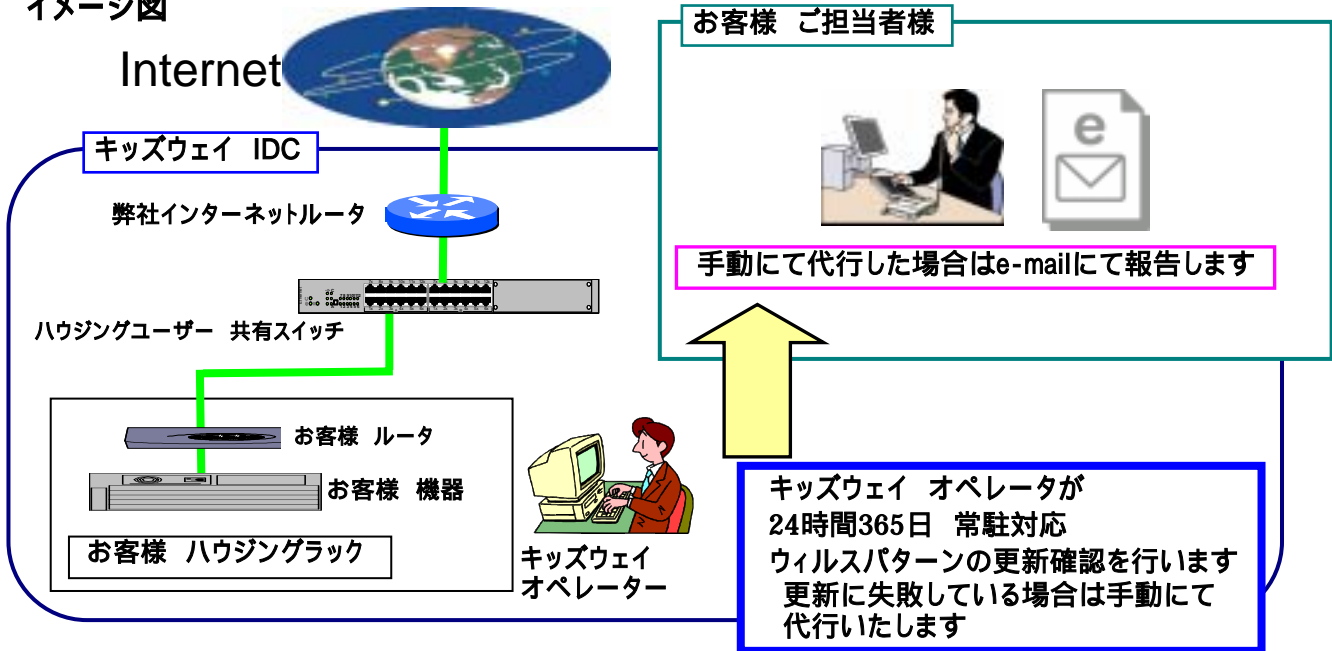 イメージ図
Internet
お客様 ご担当者様
キッズウェイ IDC
弊社インターネットルータ
e
手動にて代行した場合はe-mailにて報告します
ハウジングユーザー 共有スイッチ
お客様 ルータ
お客様 機器
お客様 ハウジングラック
キッズウェイ
オペレーター
キッズウェイ オペレータが
24時間365日 常駐対応
ウィルスパターンの更新確認を行います
更新に失敗している場合は手動にて
代行いたします